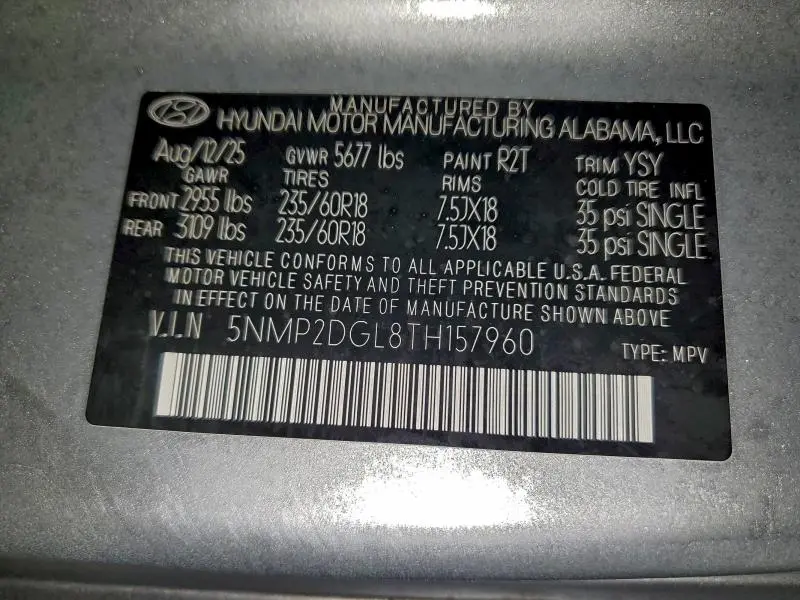 MANUFACTURED BY
HYUNDAI MOTOR MANUFACTURING ALABAMA, LLC
Aug/12/25 GVWR 5677 lbs PAINT R2T TRIM YSY
GAWR TIRES RIMS COLD TIRE INFL
FRONT 2955 lbs 235/60R18 7.5JX18 35 psi SINGLE
REAR 3109 lbs 235/60R18 7.5JX18 35 psi SINGLE
THIS VEHICLE CONFORMS TO ALL APPLICABLE U.S.A. FEDERAL
MOTOR VEHICLE SAFETY AND THEFT PREVENTION STANDARDS
IN EFFECT ON THE DATE OF MANUFACTURE SHOWN ABOVE
V.I.N 5NMP2DGL8TH157960 TYPE: MPV